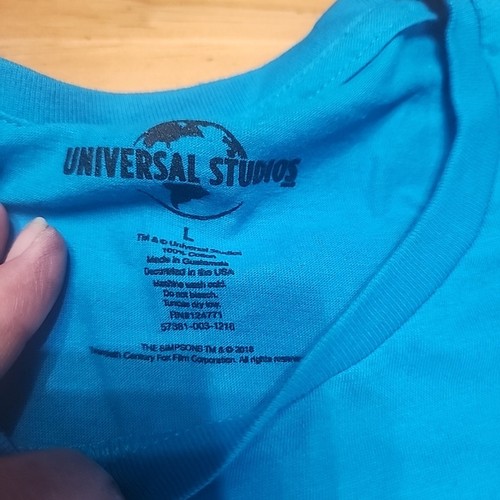 UNIVERSAL STUDIOS
L
TM & © Universal Studios
100% Cotton
Made in Guatemala
Decorated in the USA
Machine wash cold.
Do not bleach.
Tumble dry low.
RN#124771
57381-003-1216
THE SIMPSONS TM & © 2016
Century Fox Film Corporation. All rights